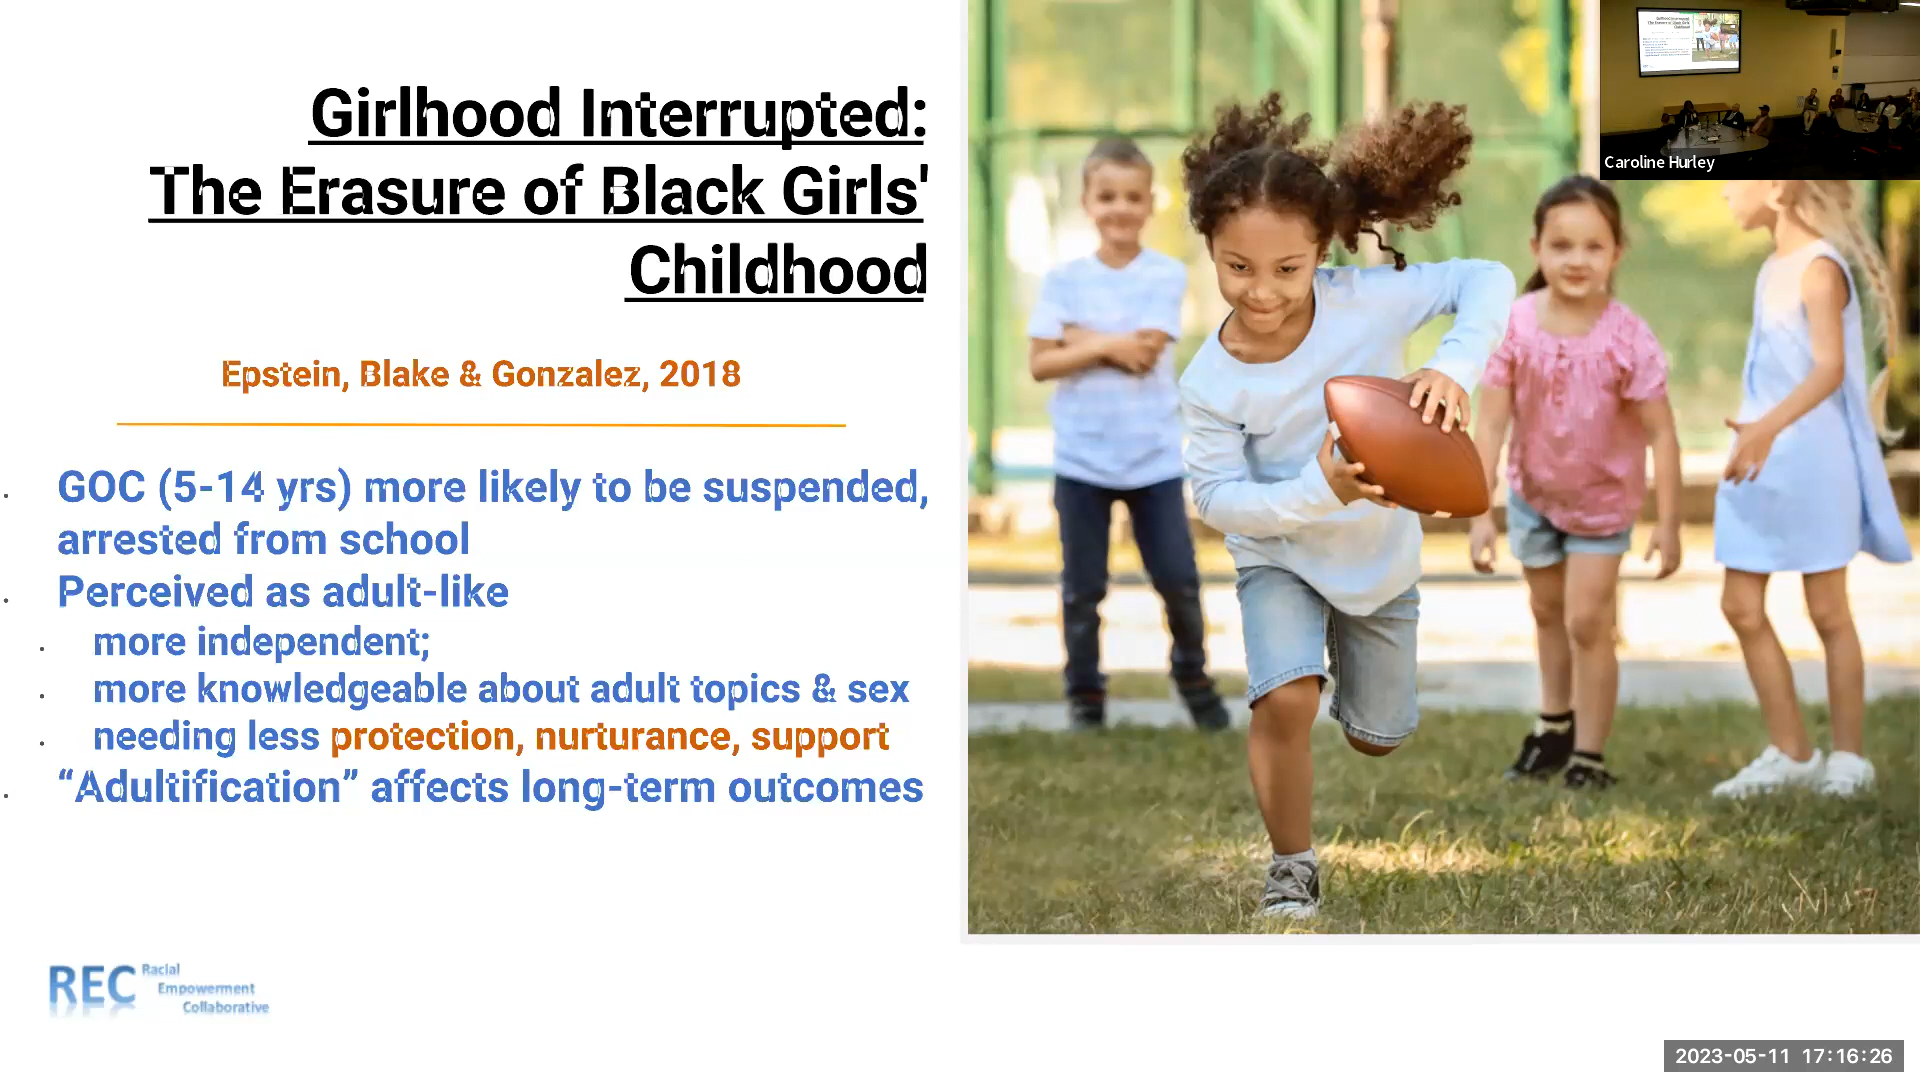 Girlhood Interrupted:
The Erasure of Black Girls'
Childhood
Epstein, Blake & Gonzalez, 2018
GOC (5-14 yrs) more likely to be suspended,
arrested from school
Perceived as adult-like
more independent;
more knowledgeable about adult topics & sex
needing less protection, nurturance, support
“Adultification” affects long-term outcomes
REC Racial
Empowerment
Collaborative
Caroline Hurley
2023-05-11 17:16:26